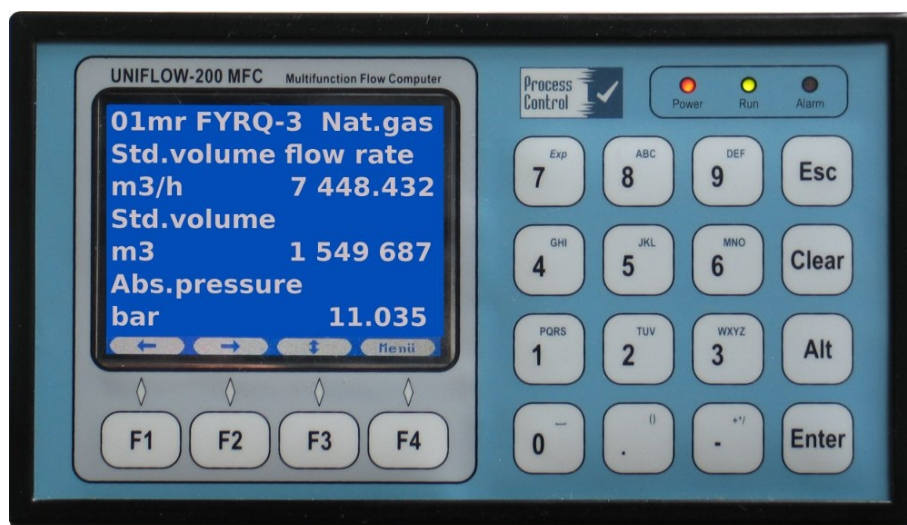 UNIFLOW-200 MFC Multifunction Flow Computer
01mr FYRQ-3 Nat.gas
Std.volume flow rate
m3/h 7 448.432
Std.volume
m3 1 549 687
Abs.pressure
bar 11.035
← → ↕ Menü
F1 F2 F3 F4
Process
Control
Power Run Alarm
Exp ABC DEF
7 8 9 Esc
GHI JKL MNO
4 5 6 Clear
PQRS TUV WXYZ
1 2 3 Alt
_ () +*/
0 . - Enter